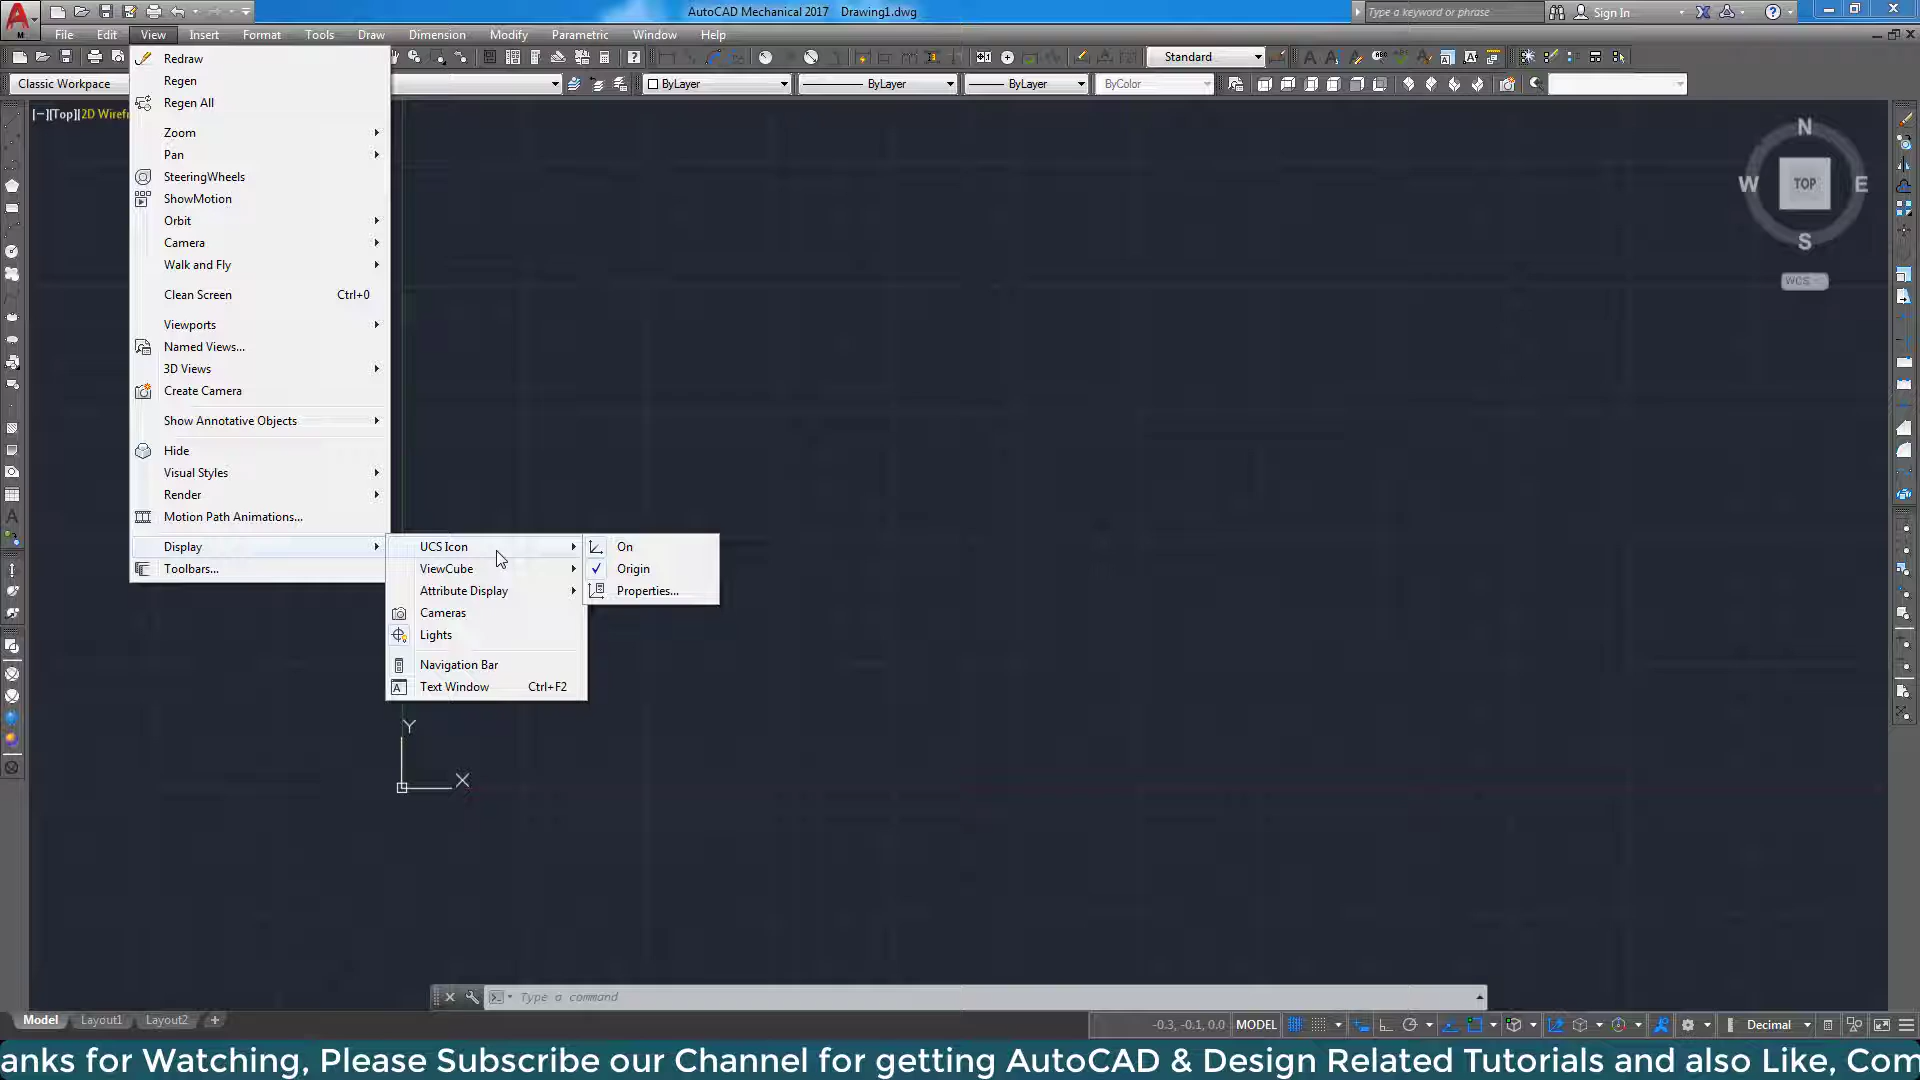 AutoCAD Mechanical 2017 Drawing1.dwg
Type a keyword or phrase
Sign In
File Edit View Insert Format Tools Draw Dimension Modify Parametric Window Help
Standard
Classic Workspace
ByLayer
ByLayer
ByLayer
ByColor
[−][Top][2D Wiref
Redraw
Regen
Regen All
Zoom
Pan
SteeringWheels
ShowMotion
Orbit
Camera
Walk and Fly
Clean Screen Ctrl+0
Viewports
Named Views...
3D Views
Create Camera
Show Annotative Objects
Hide
Visual Styles
Render
Motion Path Animations...
Display
Toolbars...
UCS Icon
ViewCube
Attribute Display
Cameras
Lights
Navigation Bar
Text Window Ctrl+F2
On
Origin
Properties...
N
W TOP E
S
WCS
Y
X
Type a command
Model Layout1 Layout2 +
-0.3, -0.1, 0.0 MODEL
Decimal
anks for Watching, Please Subscribe our Channel for getting AutoCAD & Design Related Tutorials and also Like, Com